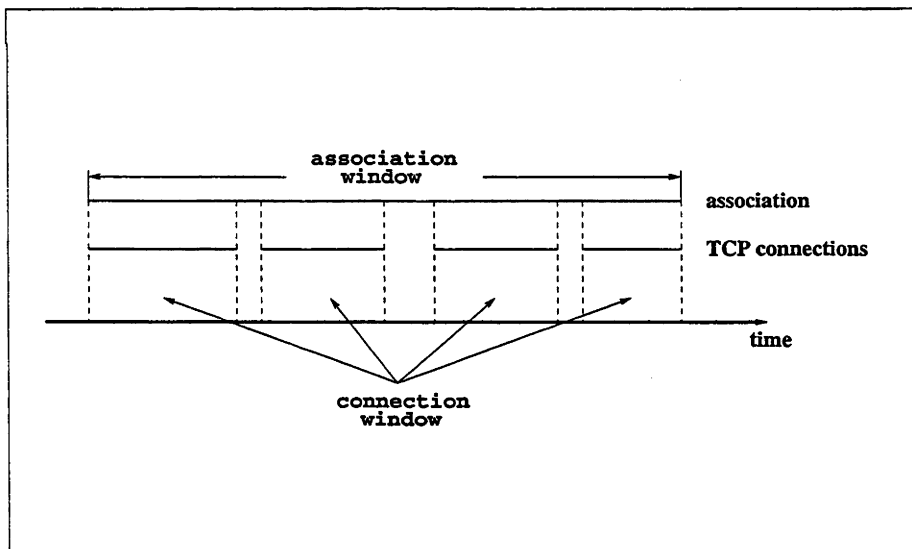 association
window
association
TCP connections
time
connection
window